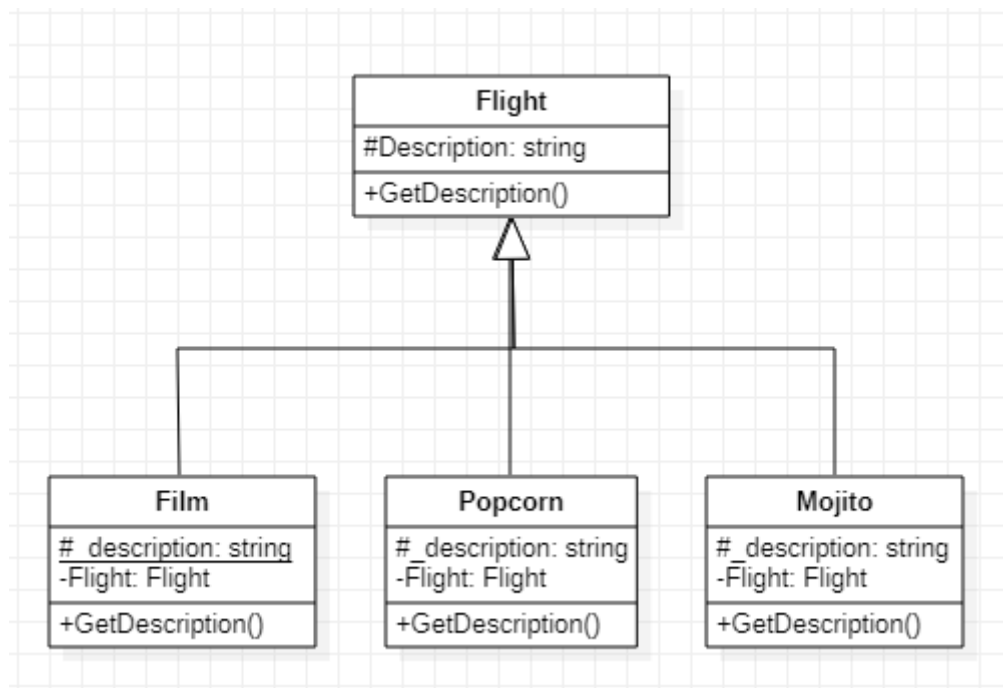 Flight
#Description: string
+GetDescription()
Film
#_description: string
-Flight: Flight
+GetDescription()
Popcorn
#_description: string
-Flight: Flight
+GetDescription()
Mojito
#_description: string
-Flight: Flight
+GetDescription()